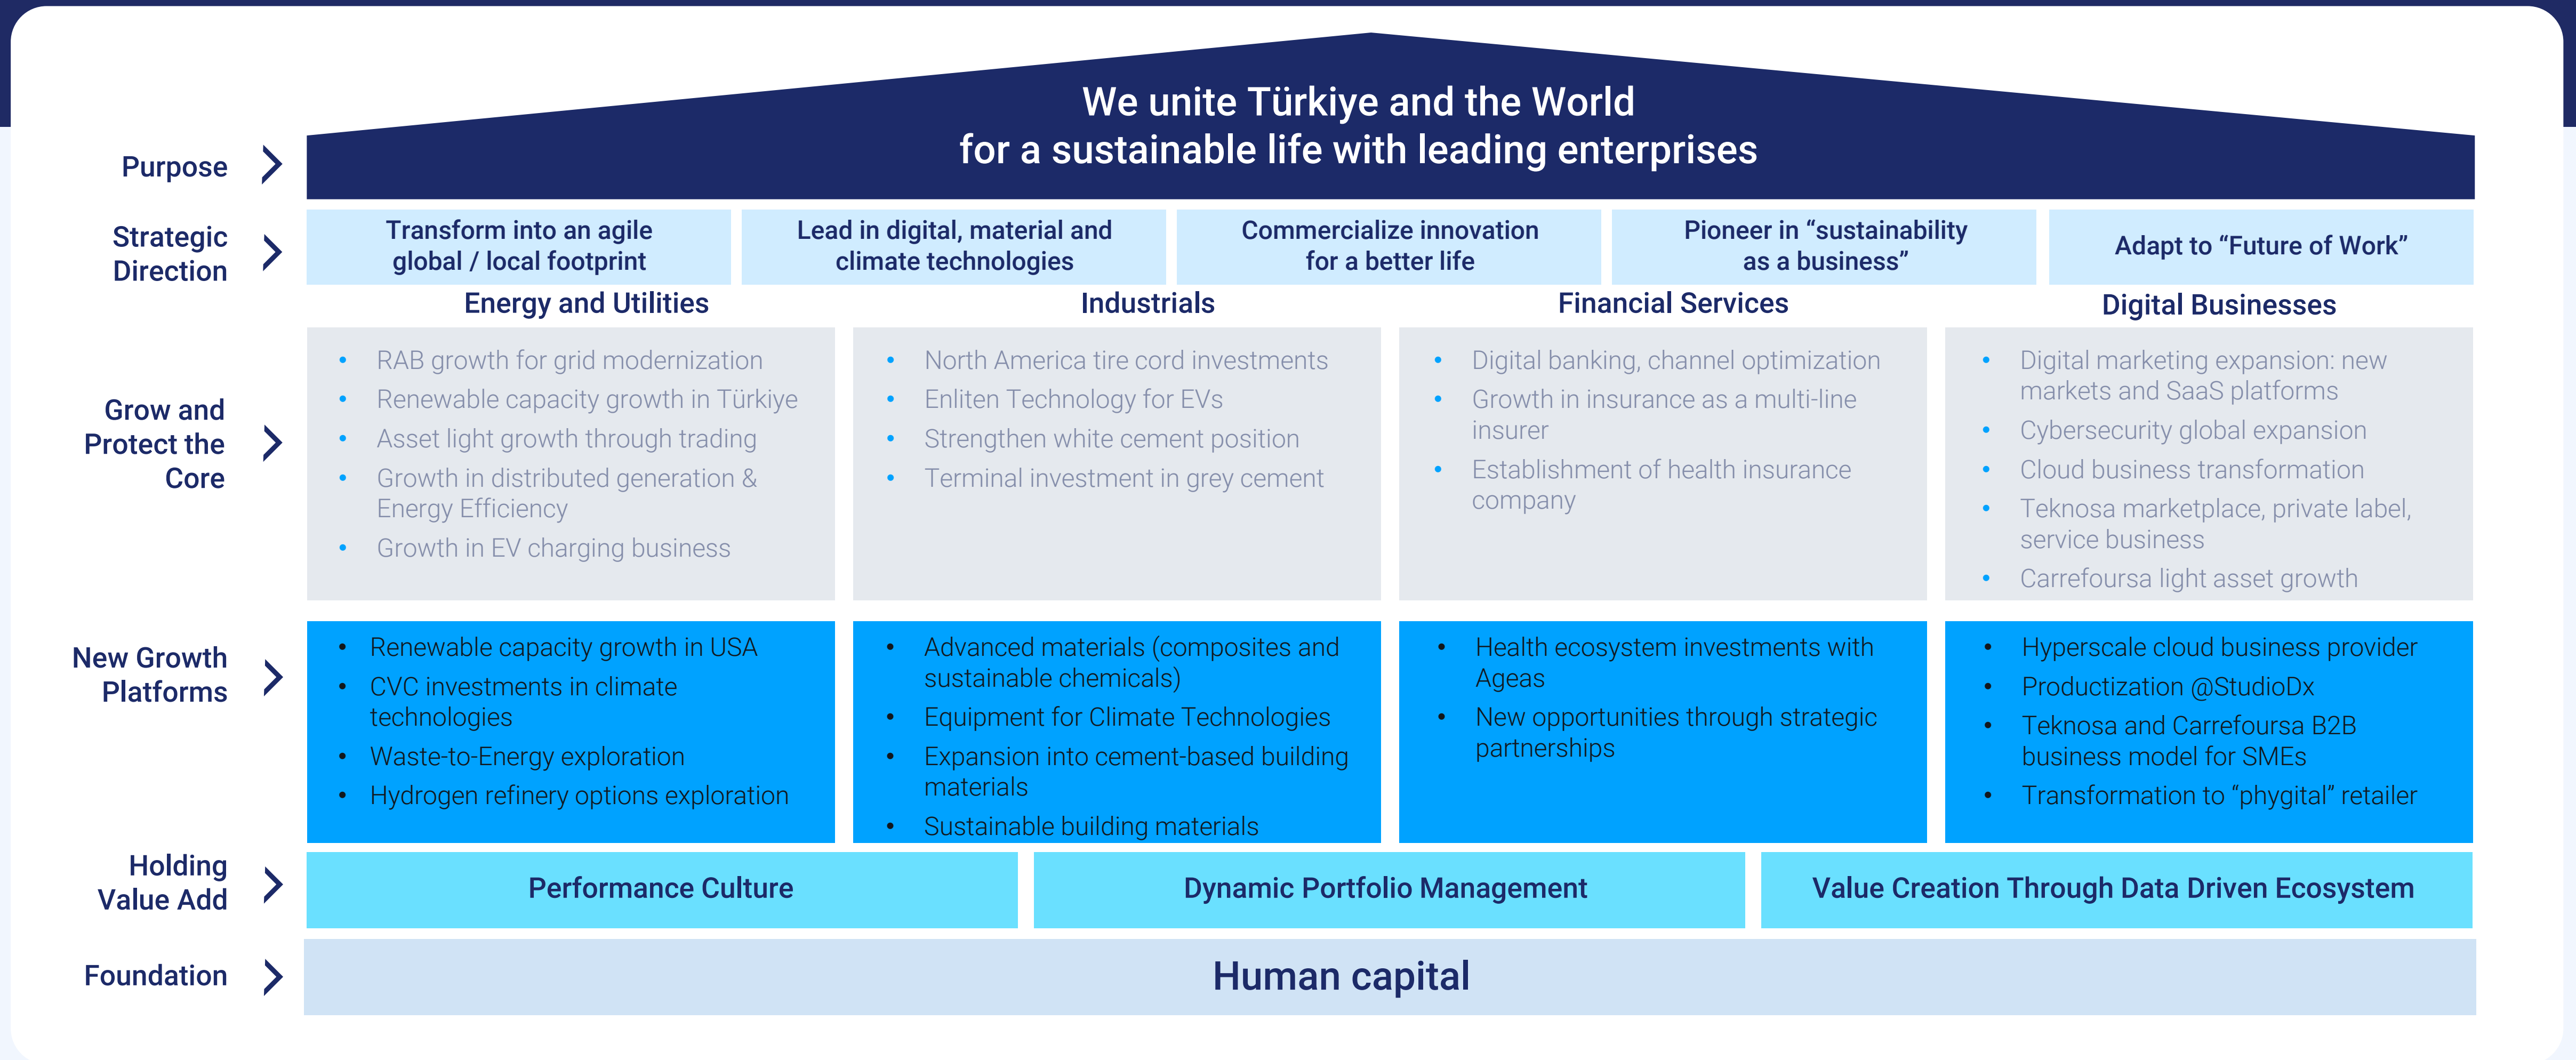 We unite Türkiye and the World
for a sustainable life with leading enterprises
Purpose
Strategic
Direction
Transform into an agile
global / local footprint
Lead in digital, material and
climate technologies
Commercialize innovation
for a better life
Pioneer in “sustainability
as a business”
Adapt to “Future of Work”
Energy and Utilities
Industrials
Financial Services
Digital Businesses
Grow and
Protect the
Core
• RAB growth for grid modernization
• Renewable capacity growth in Türkiye
• Asset light growth through trading
• Growth in distributed generation &
Energy Efficiency
• Growth in EV charging business
• North America tire cord investments
• Enliten Technology for EVs
• Strengthen white cement position
• Terminal investment in grey cement
• Digital banking, channel optimization
• Growth in insurance as a multi-line
insurer
• Establishment of health insurance
company
• Digital marketing expansion: new
markets and SaaS platforms
• Cybersecurity global expansion
• Cloud business transformation
• Teknosa marketplace, private label,
service business
• Carrefoursa light asset growth
New Growth
Platforms
• Renewable capacity growth in USA
• CVC investments in climate
technologies
• Waste-to-Energy exploration
• Hydrogen refinery options exploration
• Advanced materials (composites and
sustainable chemicals)
• Equipment for Climate Technologies
• Expansion into cement-based building
materials
• Sustainable building materials
• Health ecosystem investments with
Ageas
• New opportunities through strategic
partnerships
• Hyperscale cloud business provider
• Productization @StudioDx
• Teknosa and Carrefoursa B2B
business model for SMEs
• Transformation to “phygital” retailer
Holding
Value Add
Performance Culture
Dynamic Portfolio Management
Value Creation Through Data Driven Ecosystem
Foundation
Human capital